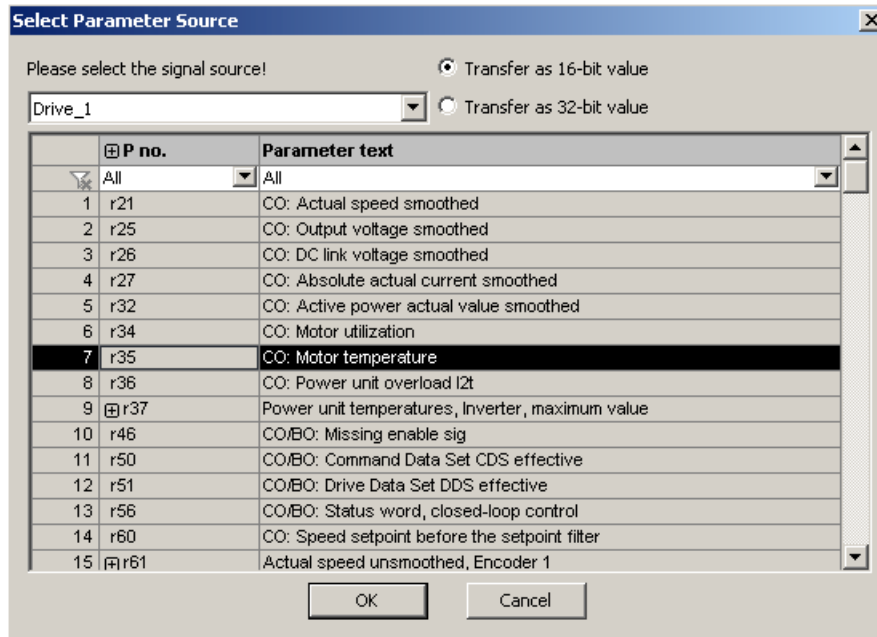 Select Parameter Source
Please select the signal source!
Transfer as 16-bit value
Drive_1
Transfer as 32-bit value
P no. Parameter text
All All
1 r21 CO: Actual speed smoothed
2 r25 CO: Output voltage smoothed
3 r26 CO: DC link voltage smoothed
4 r27 CO: Absolute actual current smoothed
5 r32 CO: Active power actual value smoothed
6 r34 CO: Motor utilization
7 r35 CO: Motor temperature
8 r36 CO: Power unit overload I2t
9 r37 Power unit temperatures, Inverter, maximum value
10 r46 CO/BO: Missing enable sig
11 r50 CO/BO: Command Data Set CDS effective
12 r51 CO/BO: Drive Data Set DDS effective
13 r56 CO/BO: Status word, closed-loop control
14 r60 CO: Speed setpoint before the setpoint filter
15 r61 Actual speed unsmoothed, Encoder 1
OK Cancel